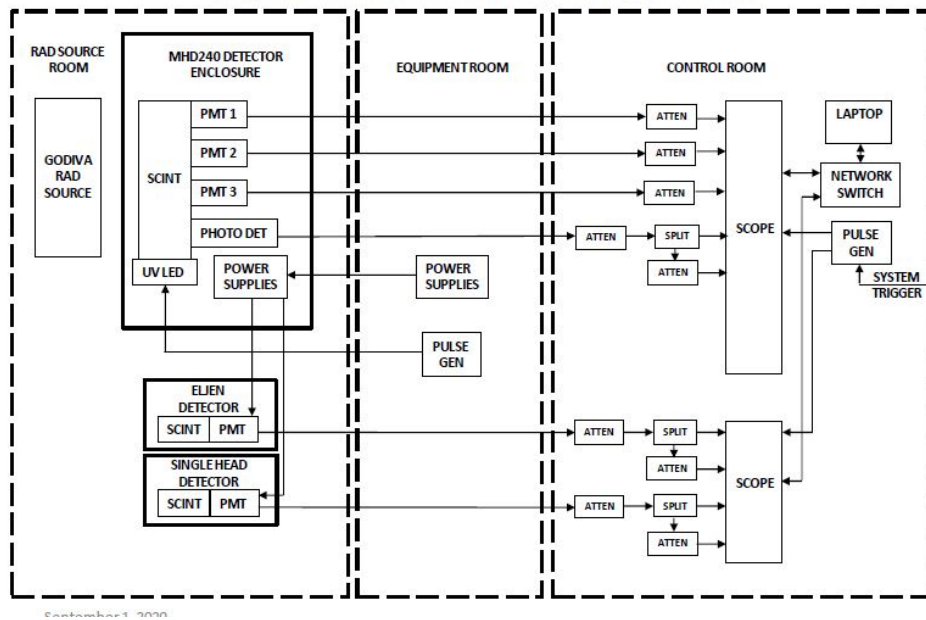 RAD SOURCE
ROOM
MHD240 DETECTOR
ENCLOSURE
EQUIPMENT ROOM
CONTROL ROOM
GODIVA
RAD
SOURCE
SCINT
PMT 1
PMT 2
PMT 3
PHOTO DET
UV LED
POWER
SUPPLIES
POWER
SUPPLIES
PULSE
GEN
ATTEN
ATTEN
ATTEN
ATTEN
SPLIT
ATTEN
SCOPE
LAPTOP
NETWORK
SWITCH
PULSE
GEN
SYSTEM
TRIGGER
ELJEN
DETECTOR
SCINT
PMT
ATTEN
SPLIT
ATTEN
SINGLE HEAD
DETECTOR
SCINT
PMT
ATTEN
SPLIT
ATTEN
SCOPE
September 1, 2020